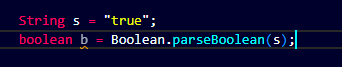 String s = "true";
boolean b = Boolean.parseBoolean(s);